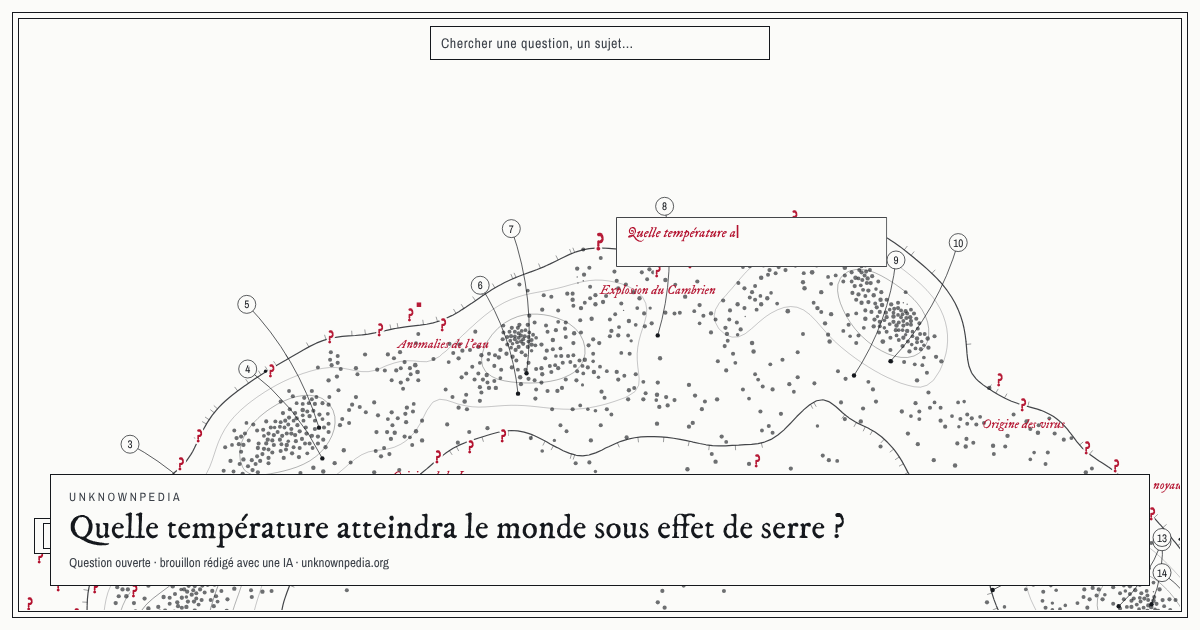 Chercher une question, un sujet...
8
7
Quelle température a
10
9
6
Explosion du Cambrien
5
Anomalies de l'eau
4
Origine des virus
3
noyau
UNKNOWNPEDIA
Quelle température atteindra le monde sous effet de serre ?
Question ouverte · brouillon rédigé avec une IA · unknownpedia.org
13
14